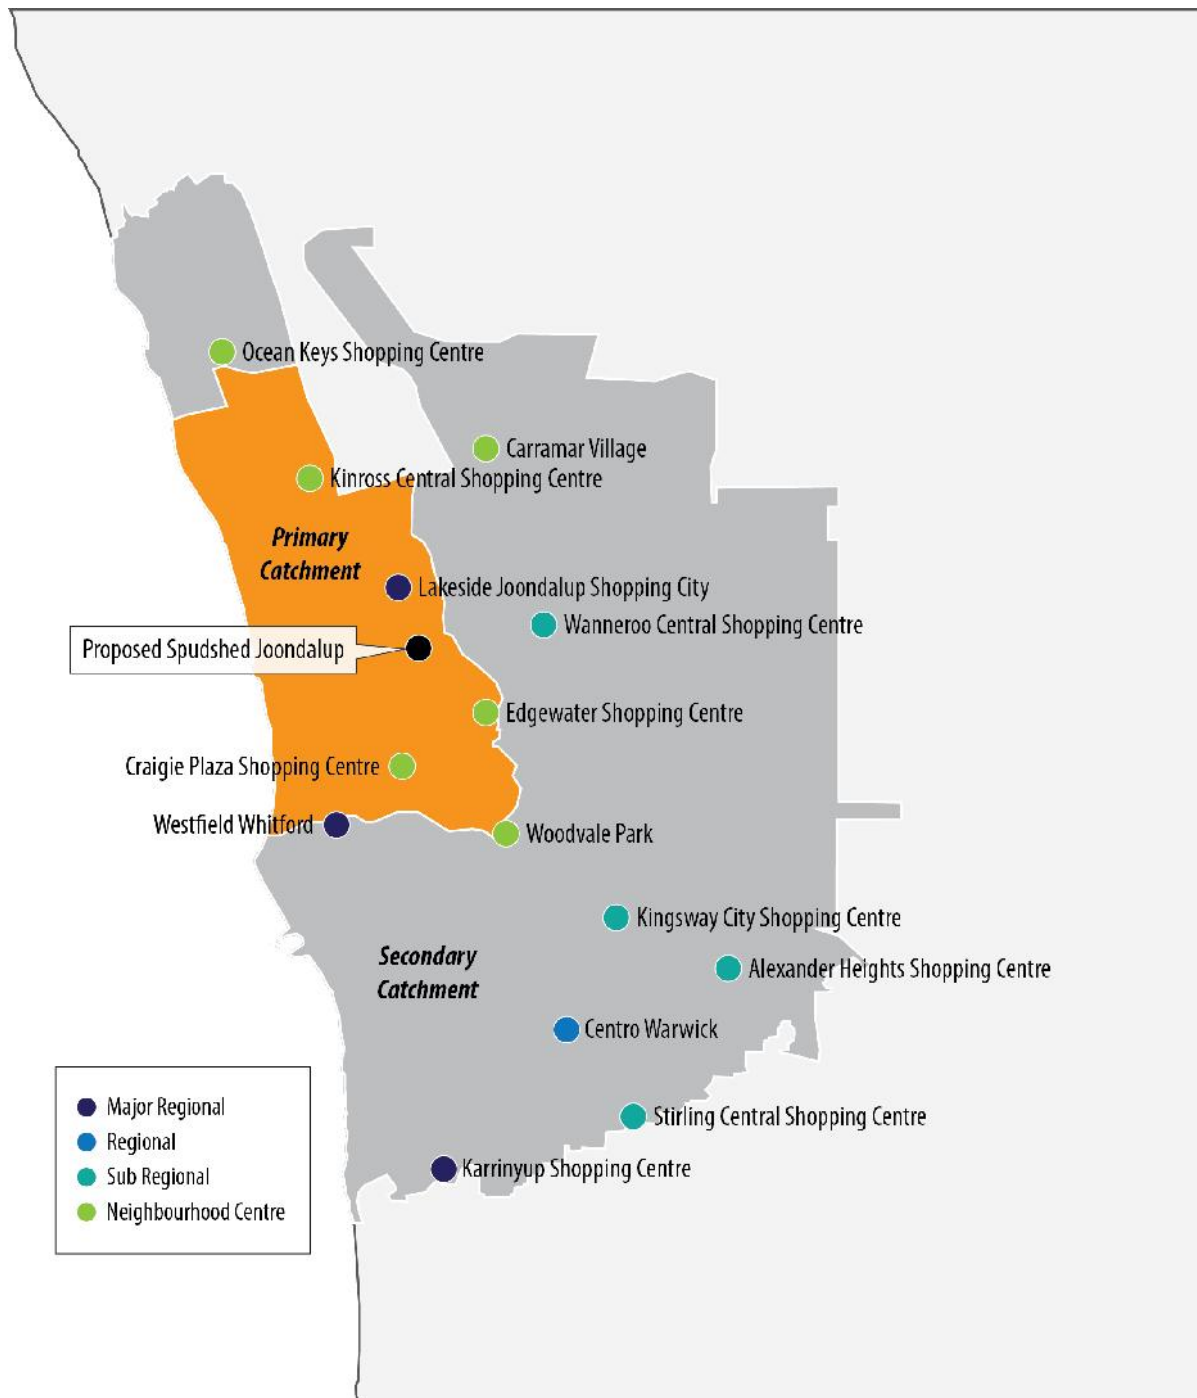 Ocean Keys Shopping Centre
Carramar Village
Kinross Central Shopping Centre
Primary
Catchment
Lakeside Joondalup Shopping City
Wanneroo Central Shopping Centre
Proposed Spudshed Joondalup
Edgewater Shopping Centre
Craigie Plaza Shopping Centre
Westfield Whitford
Woodvale Park
Kingsway City Shopping Centre
Secondary
Catchment
Alexander Heights Shopping Centre
Centro Warwick
Stirling Central Shopping Centre
Karrinyup Shopping Centre
Major Regional
Regional
Sub Regional
Neighbourhood Centre